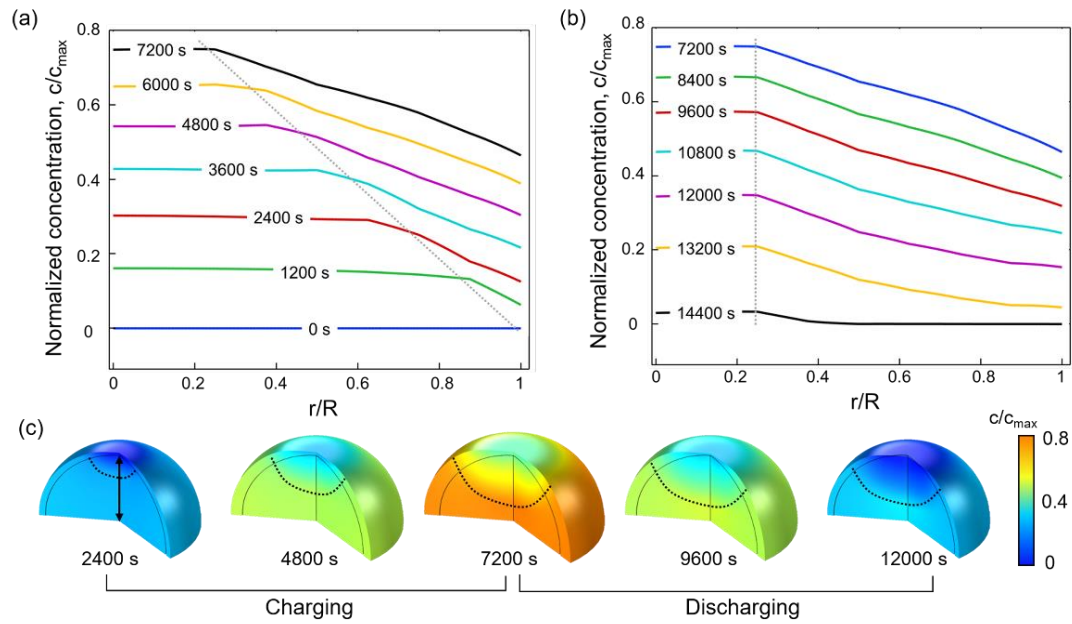 (a)
0.8
0.6
0.4
0.2
0
Normalized concentration, c/cmax
7200 s
6000 s
4800 s
3600 s
2400 s
1200 s
0 s
0 0.2 0.4 0.6 0.8 1
r/R
(b)
0.8
0.6
0.4
0.2
0
Normalized concentration, c/cmax
7200 s
8400 s
9600 s
10800 s
12000 s
13200 s
14400 s
0 0.2 0.4 0.6 0.8 1
r/R
(c)
c/cmax
0.8
0.4
0
2400 s 4800 s 7200 s 9600 s 12000 s
Charging Discharging